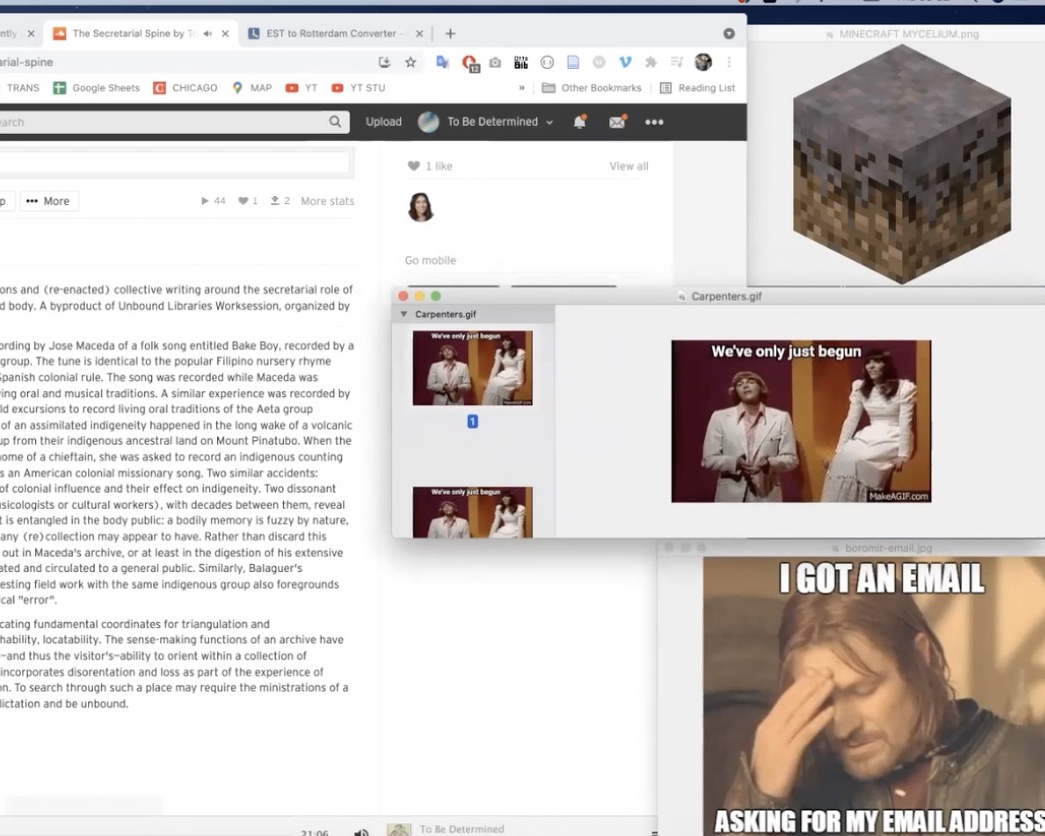 ntly
The Secretarial Spine by
EST to Rotterdam Converter -
arial-spine
12
BIB
TRANS
Google Sheets
CHICAGO
MAP
YT
YT STU
»
Other Bookmarks
Reading List
earch
Upload
To Be Determined
1 like
View all
p
More
44
1
2
More stats
Go mobile
ons and (re-enacted) collective writing around the secretarial role of
d body. A byproduct of Unbound Libraries Worksession, organized by
ording by Jose Maceda of a folk song entitled Bake Boy, recorded by a
group. The tune is identical to the popular Filipino nursery rhyme
Spanish colonial rule. The song was recorded while Maceda was
ving oral and musical traditions. A similar experience was recorded by
ld excursions to record living oral traditions of the Aeta group
of an assimilated indigeneity happened in the long wake of a volcanic
up from their indigenous ancestral land on Mount Pinatubo. When the
home of a chieftain, she was asked to record an indigenous counting
s an American colonial missionary song. Two similar accidents:
of colonial influence and their effect on indigeneity. Two dissonant
usicologists or cultural workers), with decades between them, reveal
t is entangled in the body public: a bodily memory is fuzzy by nature,
any (re)collection may appear to have. Rather than discard this
out in Maceda's archive, or at least in the digestion of his extensive
ated and circulated to a general public. Similarly, Balaguer's
esting field work with the same indigenous group also foregrounds
ical "error".
cating fundamental coordinates for triangulation and
hability, locatability. The sense-making functions of an archive have
—and thus the visitor's—ability to orient within a collection of
incorporates disorentation and loss as part of the experience of
on. To search through such a place may require the ministrations of a
dictation and be unbound.
21:06
To Be Determined
MINECRAFT MYCELIUM.png
Carpenters.gif
Carpenters.gif
We've only just begun
MakeAGIF.com
1
We've only just begun
We've only just begun
MakeAGIF.com
boromir-email.jpg
I GOT AN EMAIL
ASKING FOR MY EMAIL ADDRESS